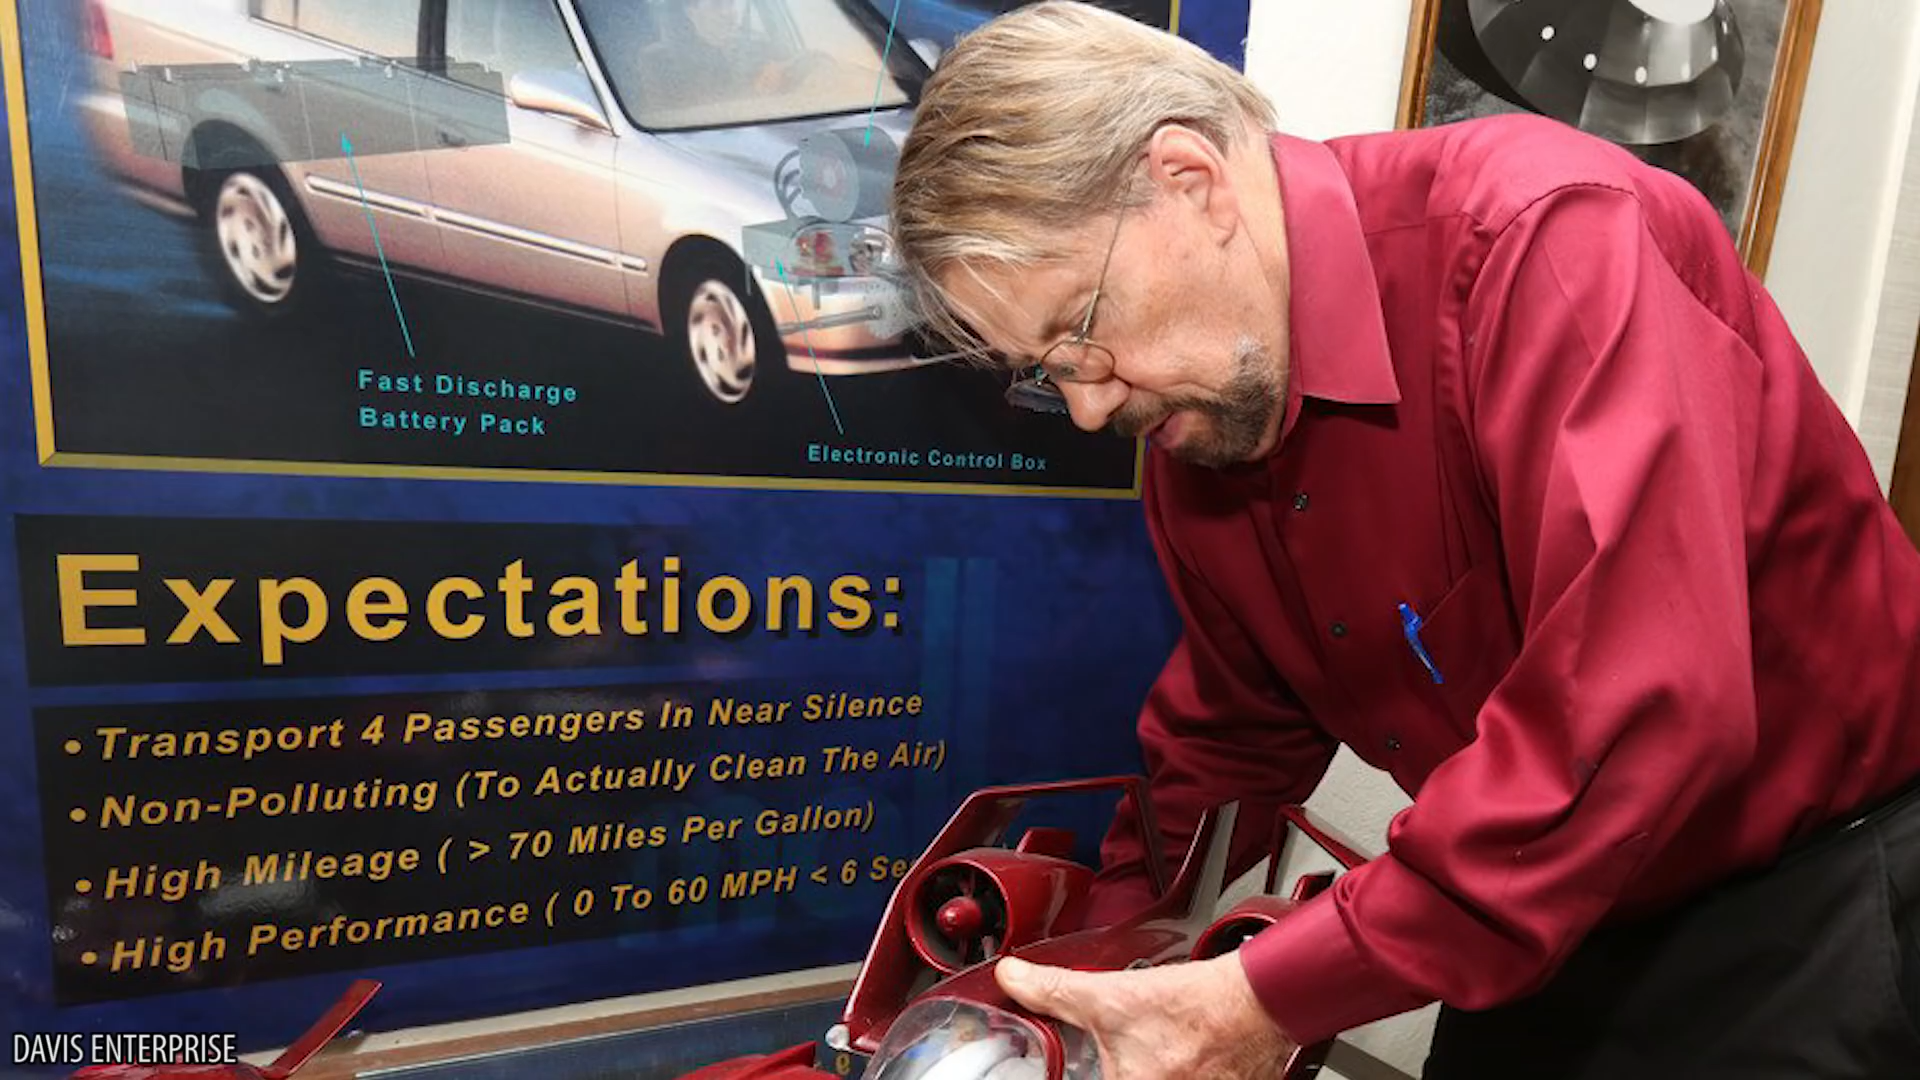 Fast Discharge
Battery Pack
Electronic Control Box
Expectations:
• Transport 4 Passengers In Near Silence
• Non-Polluting (To Actually Clean The Air)
• High Mileage ( > 70 Miles Per Gallon)
• High Performance ( 0 To 60 MPH < 6 Se
DAVIS ENTERPRISE